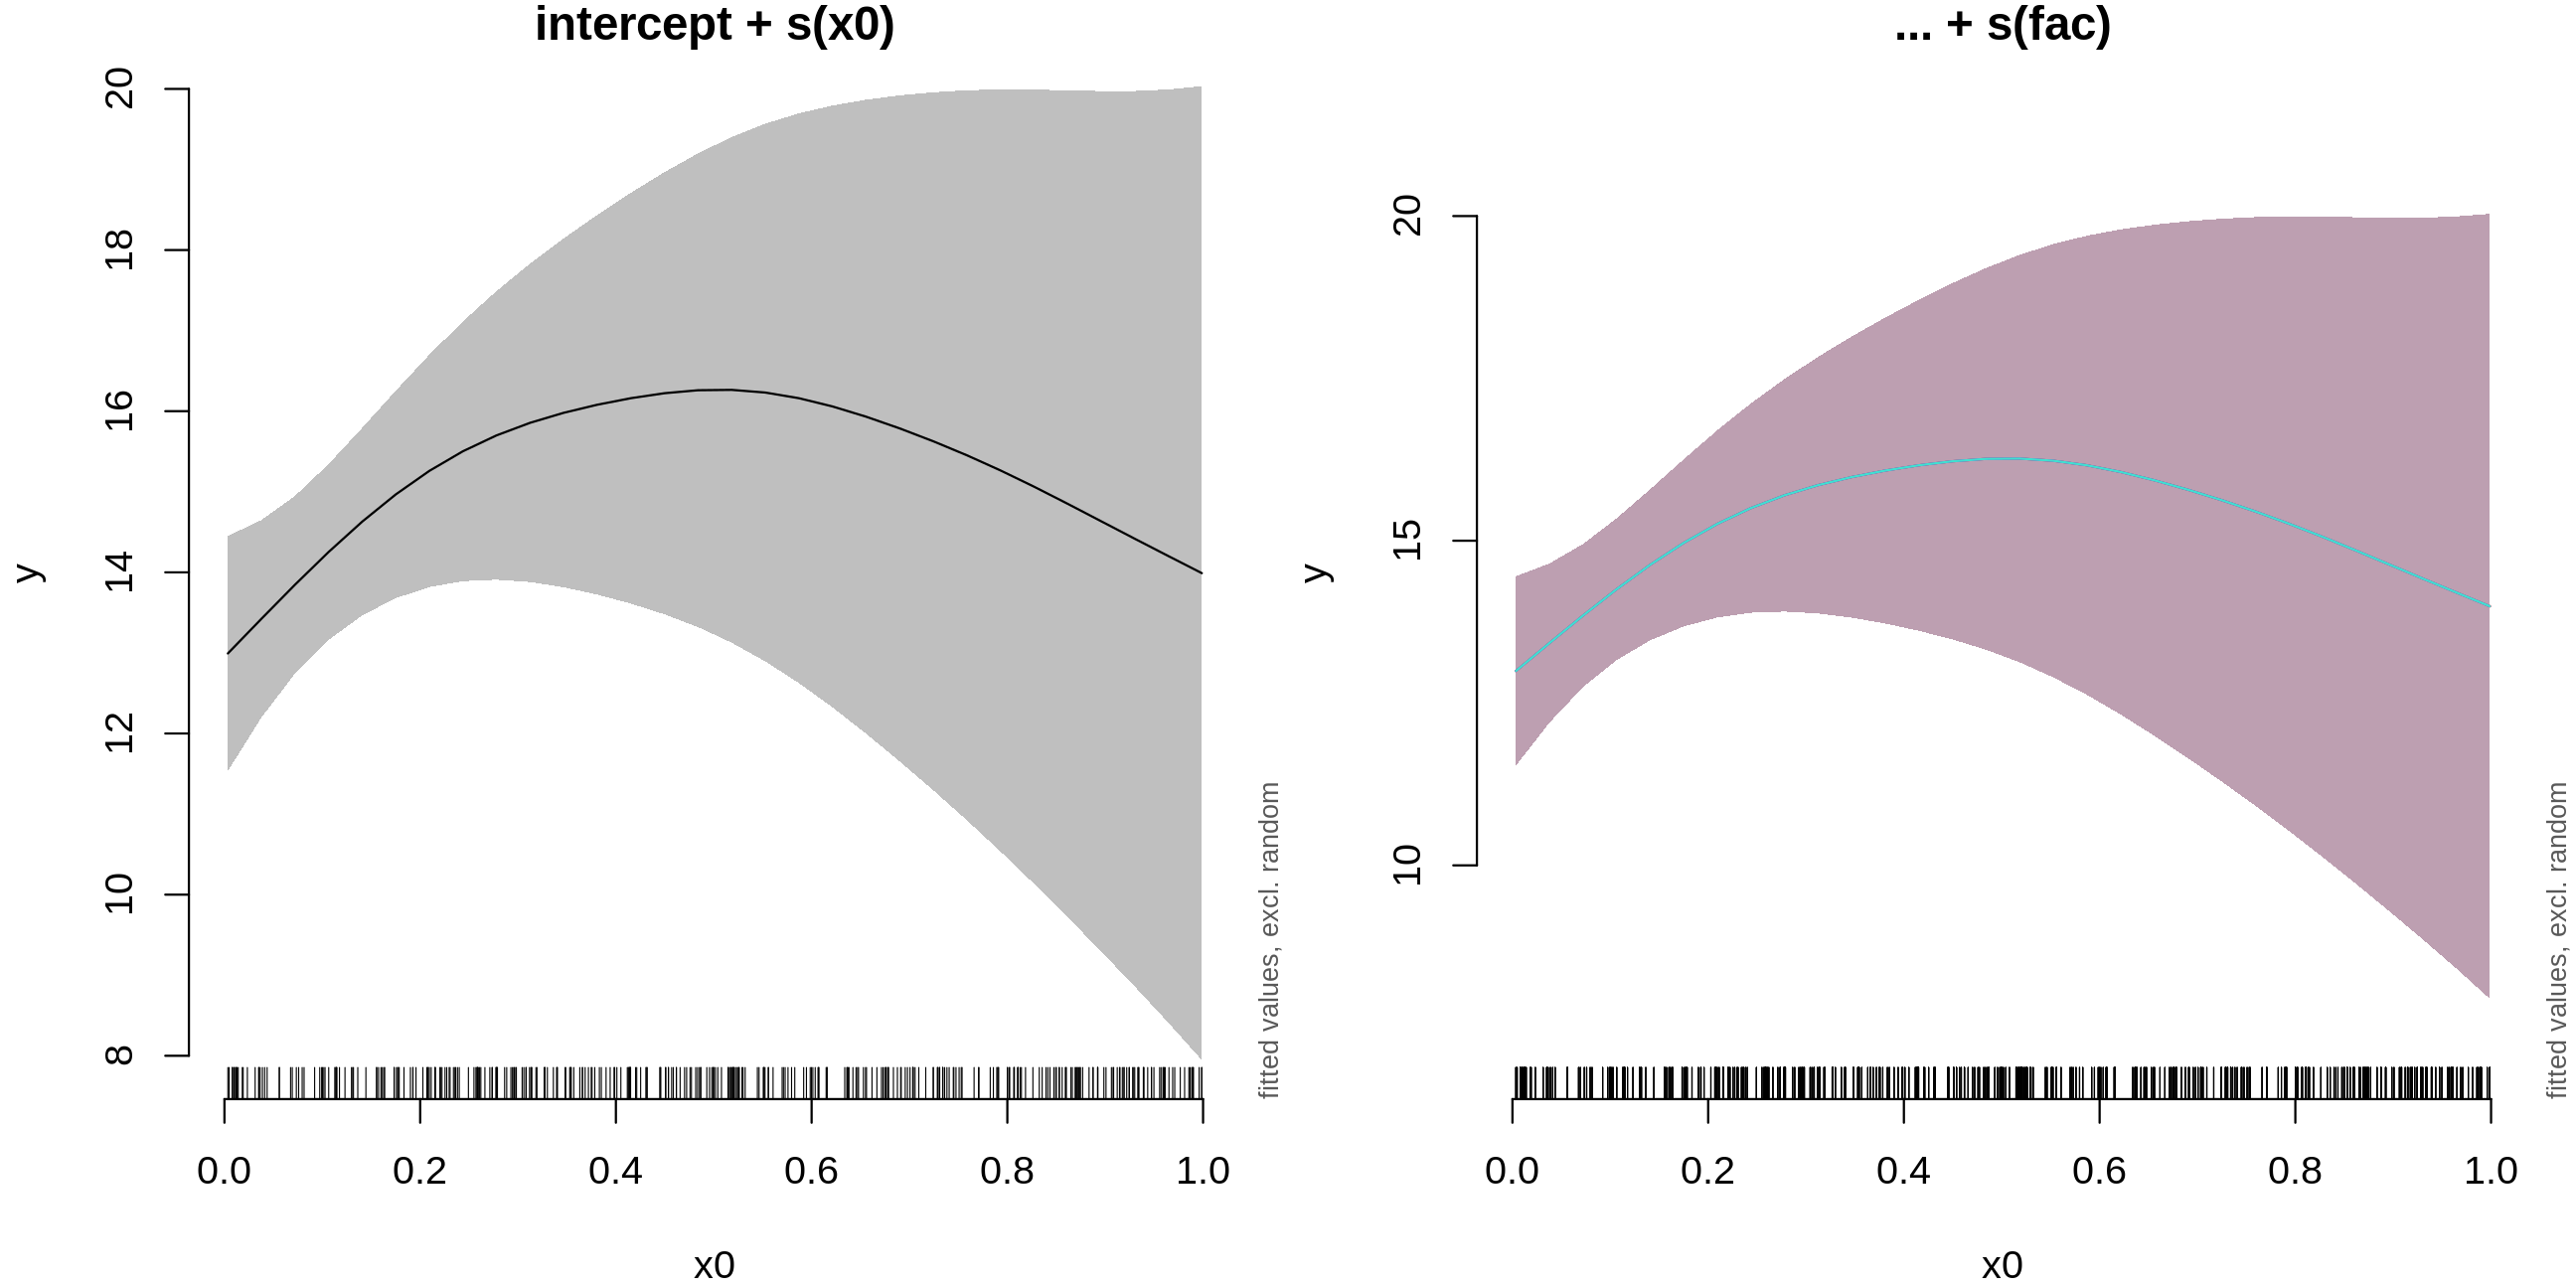 intercept + s(x0)
20
18
16
14
12
10
8
y
0.0 0.2 0.4 0.6 0.8 1.0
x0
fitted values, excl. random
... + s(fac)
20
15
10
y
0.0 0.2 0.4 0.6 0.8 1.0
x0
fitted values, excl. random